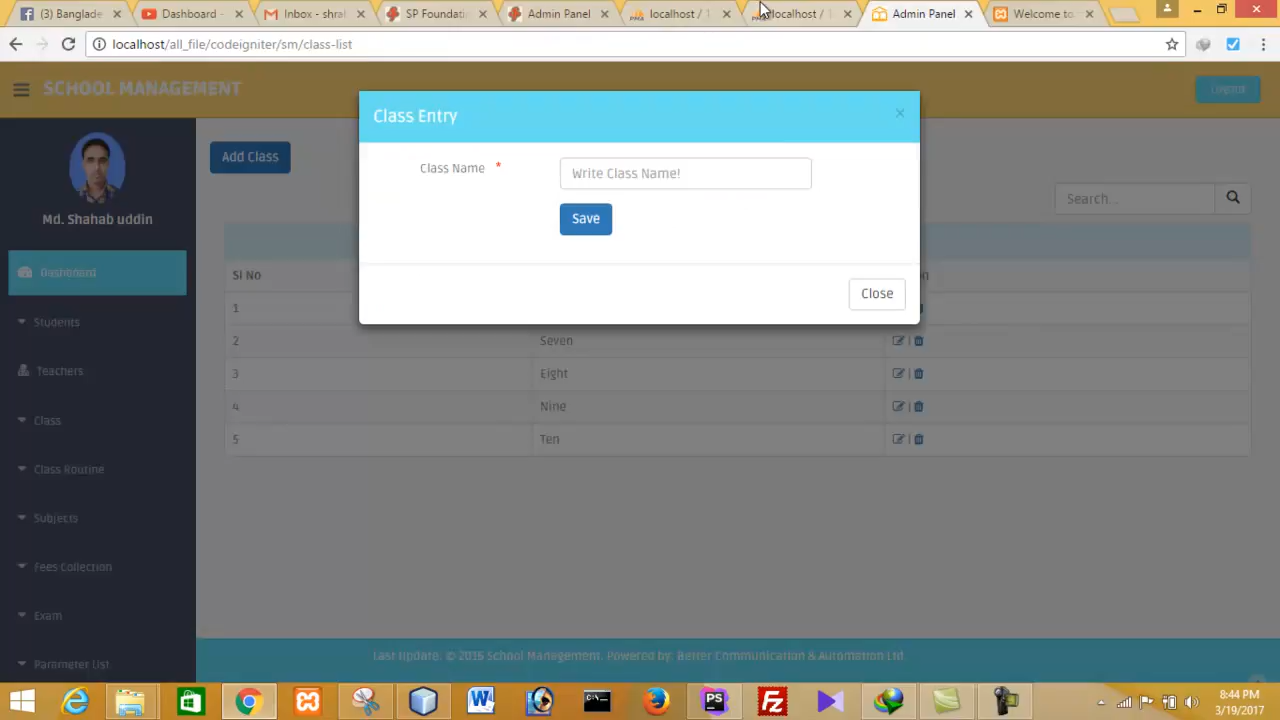 (3) Banglade
Dashboard -
Inbox - shral
SP Foundati
Admin Panel
localhost / 1
localhost / 1
Admin Panel
Welcome to
localhost/all_file/codeigniter/sm/class-list
SCHOOL MANAGEMENT
Logout
Class Entry
×
Class Name *
Write Class Name!
Save
Close
Md. Shahab uddin
Add Class
Search...
Dashboard
Students
Teachers
Class
Class Routine
Subjects
Fees Collection
Exam
Parameter List
Sl No
1
2 Seven |
3 Eight |
4 Nine |
5 Ten |
Last Update: © 2016 School Management. Powered by: Better Communication & Automation Ltd.
8:44 PM
3/19/2017